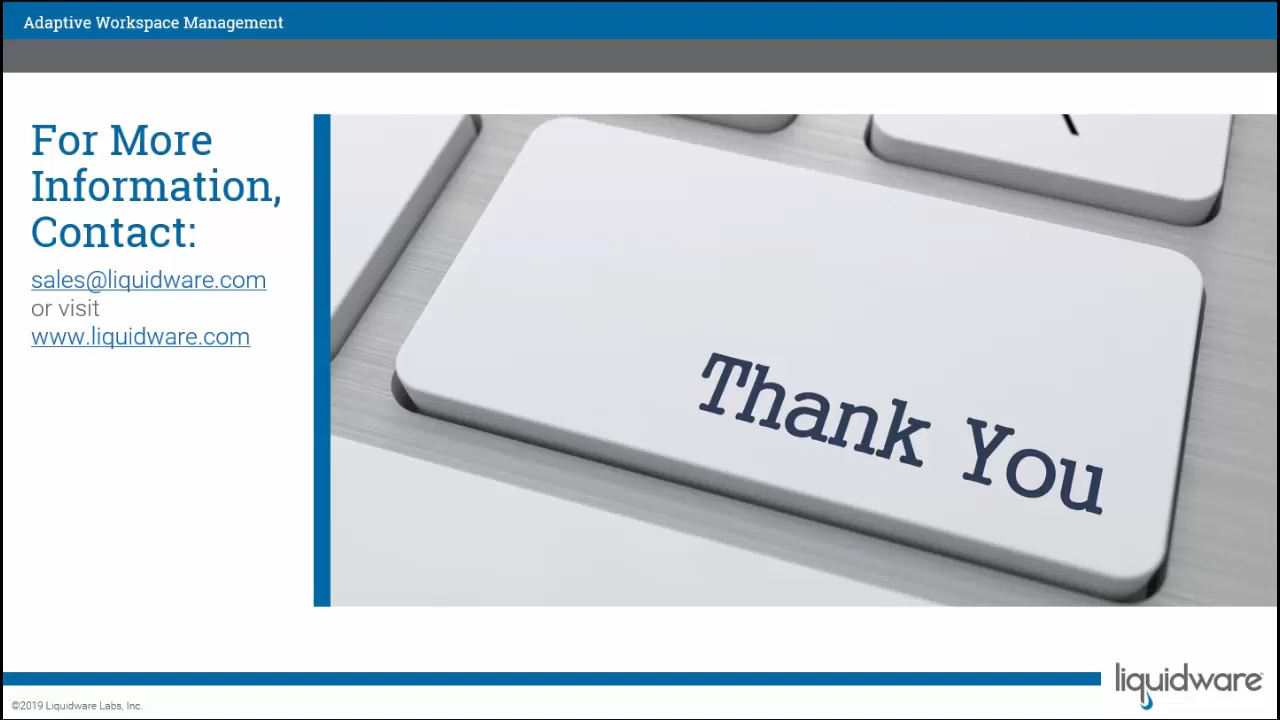 Adaptive Workspace Management
For More
Information,
Contact:
sales@liquidware.com
or visit
www.liquidware.com
Thank You
liquidware
©2019 Liquidware Labs, Inc.